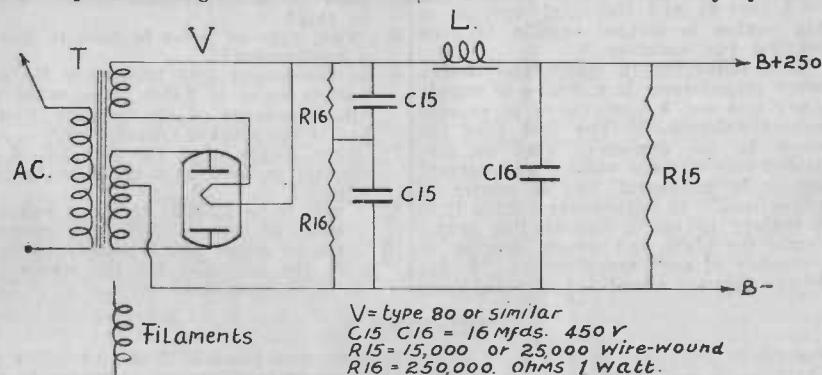 L.
V
T
B+250
R16
C15
AC.
C16
R15
R16
C15
B-
Filaments
V= type 80 or similar
C15 C16 = 16 Mfds. 450 V
R15= 15,000 or 25,000 wire-wound
R16 = 250,000. ohms 1 watt.